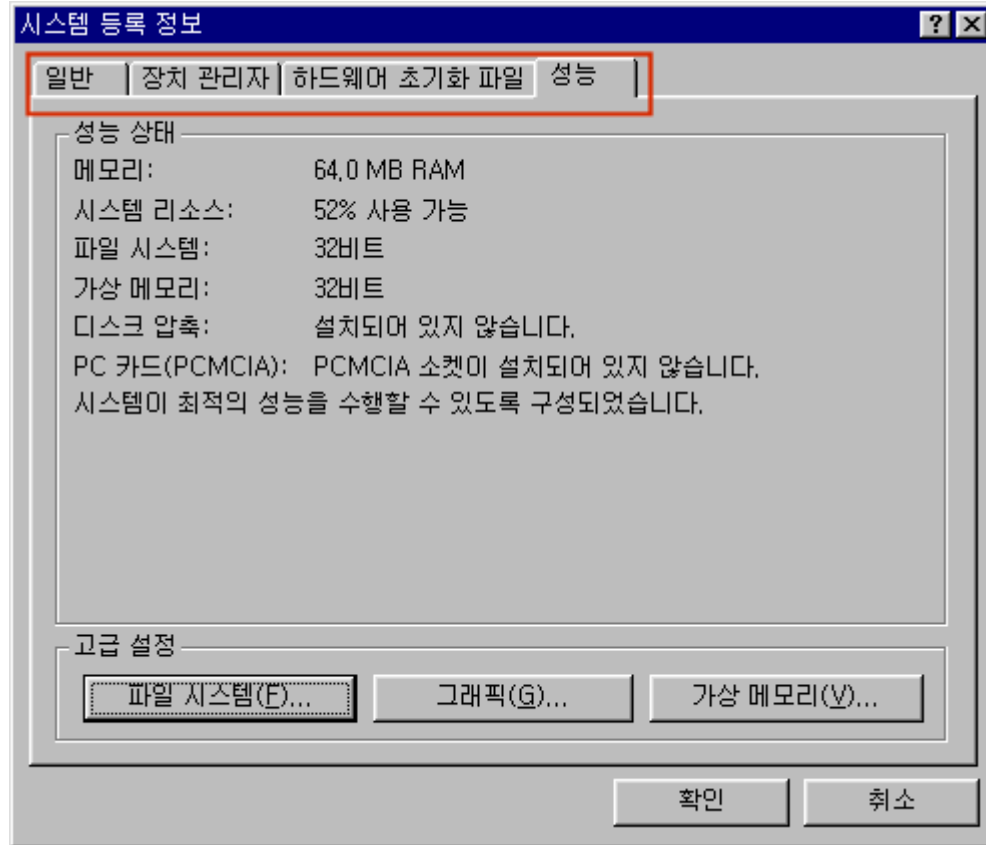 시스템 등록 정보
일반 장치 관리자 하드웨어 초기화 파일 성능
성능 상태
메모리: 64.0 MB RAM
시스템 리소스: 52% 사용 가능
파일 시스템: 32비트
가상 메모리: 32비트
디스크 압축: 설치되어 있지 않습니다.
PC 카드(PCMCIA): PCMCIA 소켓이 설치되어 있지 않습니다.
시스템이 최적의 성능을 수행할 수 있도록 구성되었습니다.
고급 설정
파일 시스템(F)... 그래픽(G)... 가상 메모리(V)...
확인 취소